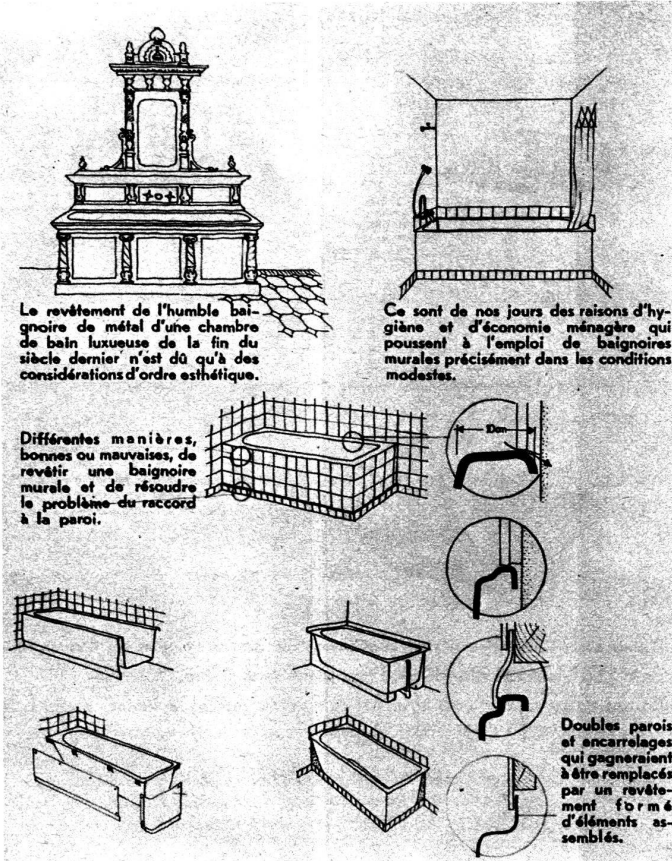 Le revêtement de l'humble bai-
gnoire de métal d'une chambre
de bain luxueuse de la fin du
siècle dernier n'est dû qu'à des
considérations d'ordre esthétique.
Ce sont de nos jours des raisons d'hy-
giène et d'économie ménagère qui
poussent à l'emploi de baignoires
murales précisément dans les conditions
modestes.
Différentes manières,
bonnes ou mauvaises, de
revêtir une baignoire
murale et de résoudre
le problème du raccord
à la paroi.
10cm
Doubles parois
et encarrelages
qui gagneraient
à être remplacés
par un revête-
ment formé
d'éléments as-
semblés.